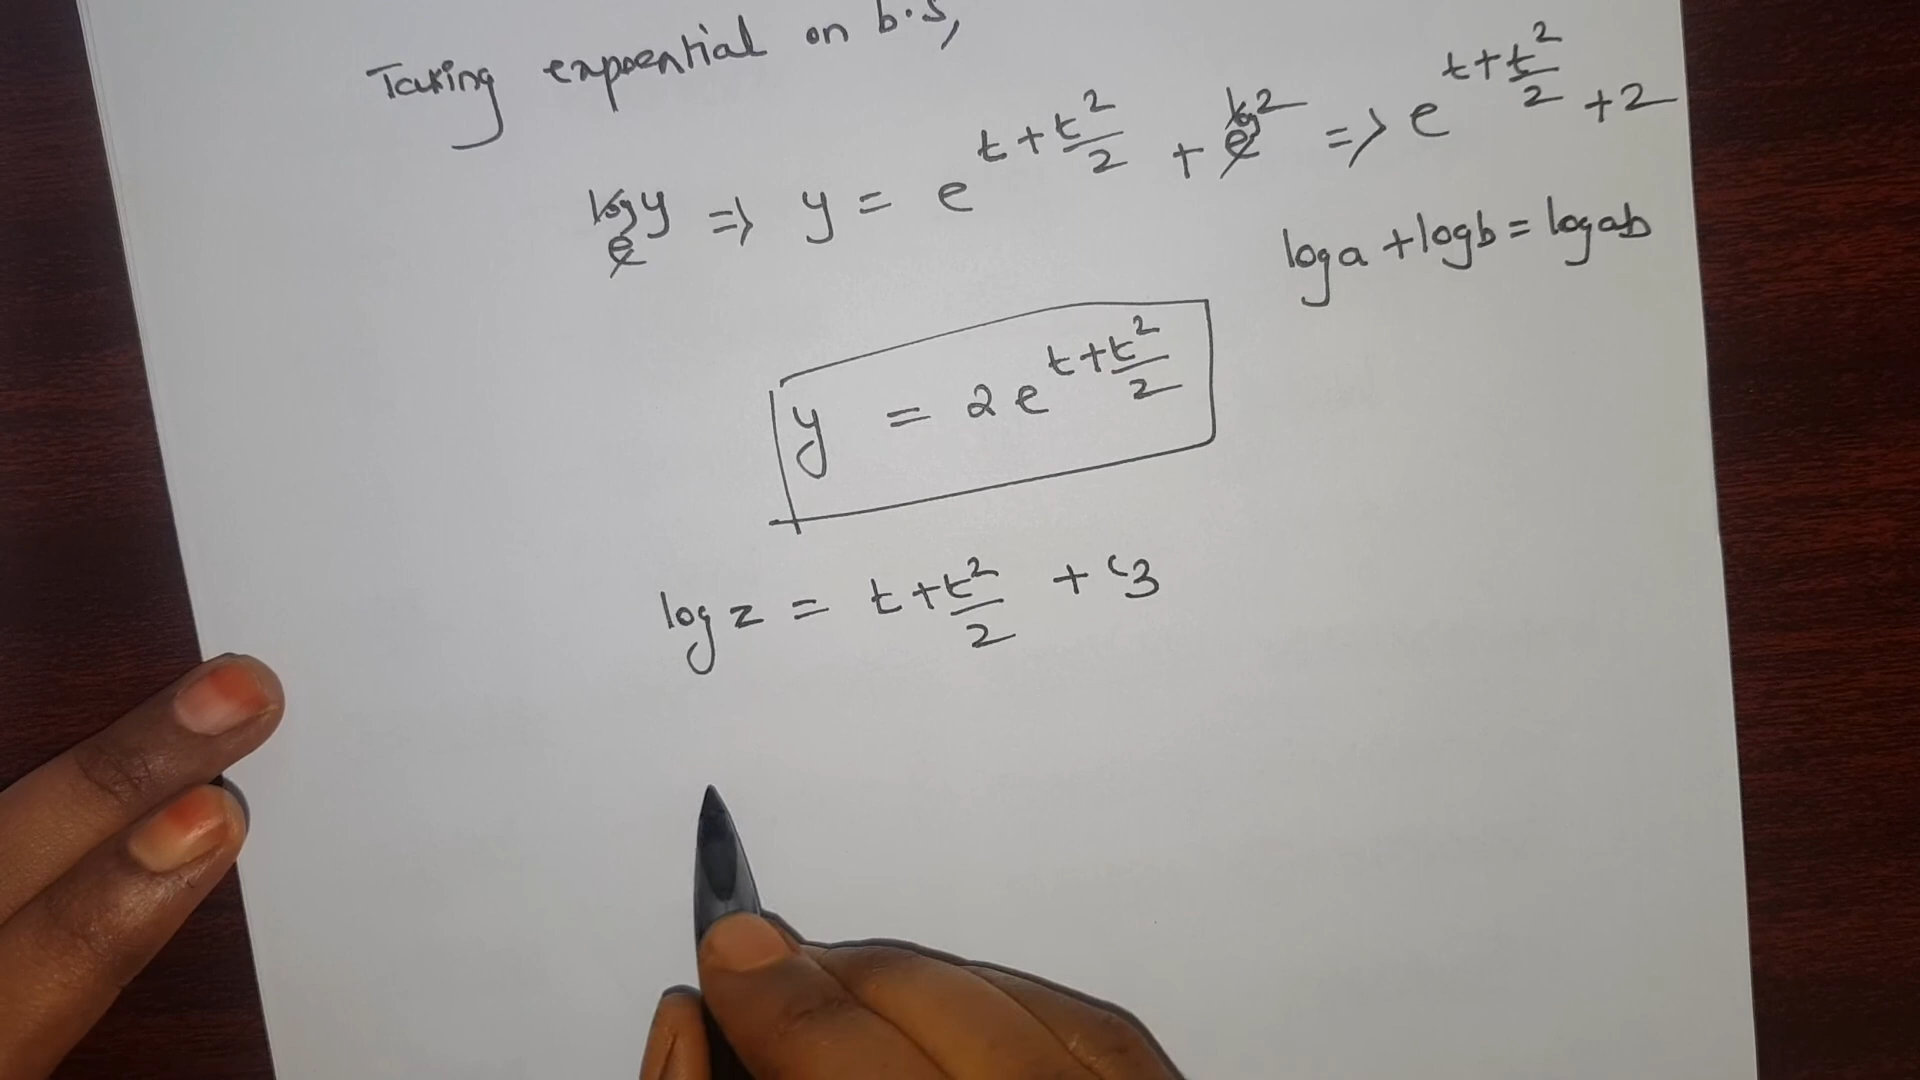 Taking exponential on b.s,
e^{log y} => y = e^{t + t²/2} + e^{log 2} => e^{t + t²/2} + 2
log a + log b = log ab
y = 2e^{t + t²/2}
log z = t + t²/2 + c3